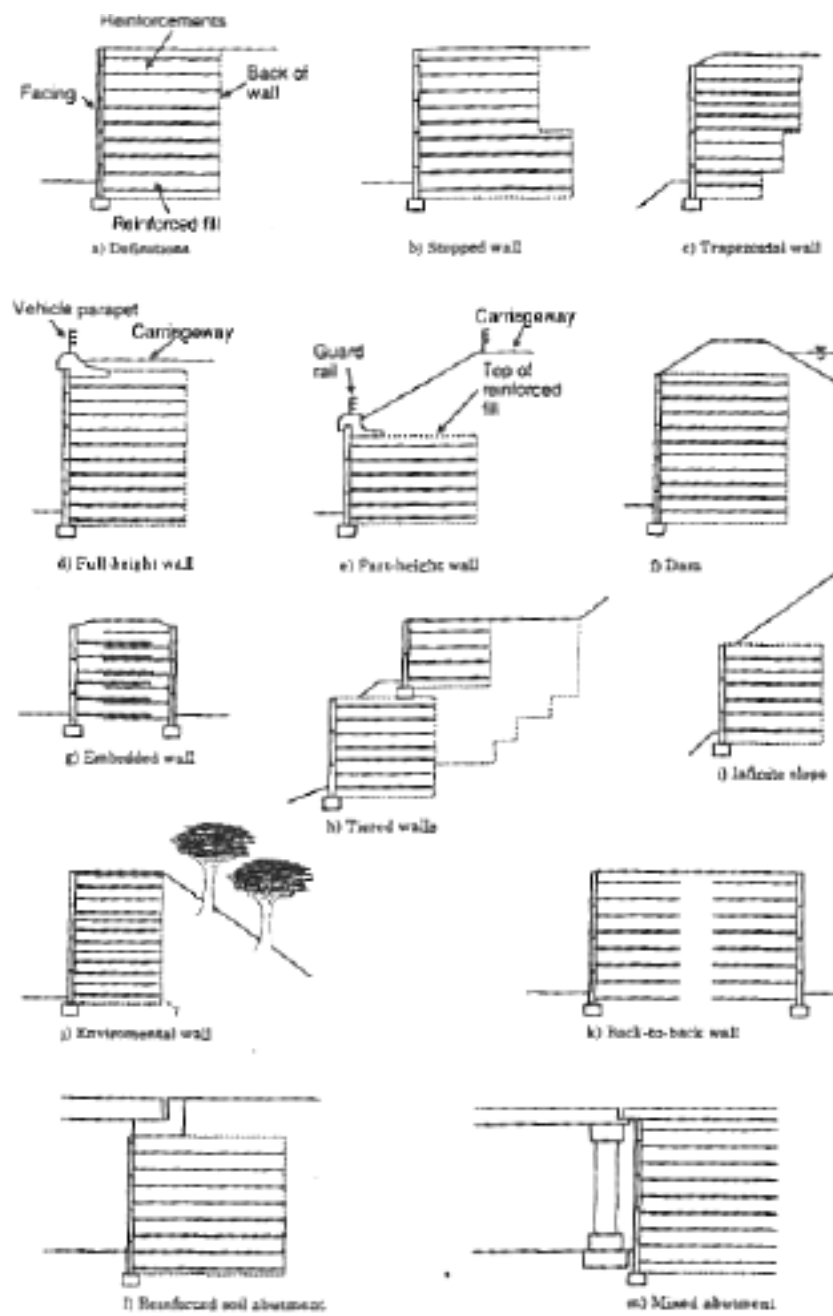 Reinforcements
Facing
Back of
wall
Reinforced fill
a) Definitions
b) Stepped wall
c) Trapezoidal wall
Vehicle parapet
Carriageway
Guard
rail
Carriageway
Top of
reinforced
fill
d) Full-height wall
e) Part-height wall
f) Dam
g) Embedded wall
h) Tiered walls
i) Infinite slope
j) Enviromental wall
k) Back-to-back wall
l) Reinforced soil abutment
m) Mixed abutment